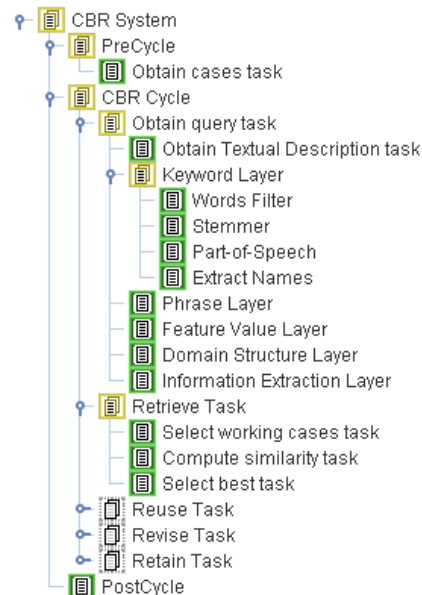 CBR System
PreCycle
Obtain cases task
CBR Cycle
Obtain query task
Obtain Textual Description task
Keyword Layer
Words Filter
Stemmer
Part-of-Speech
Extract Names
Phrase Layer
Feature Value Layer
Domain Structure Layer
Information Extraction Layer
Retrieve Task
Select working cases task
Compute similarity task
Select best task
Reuse Task
Revise Task
Retain Task
PostCycle